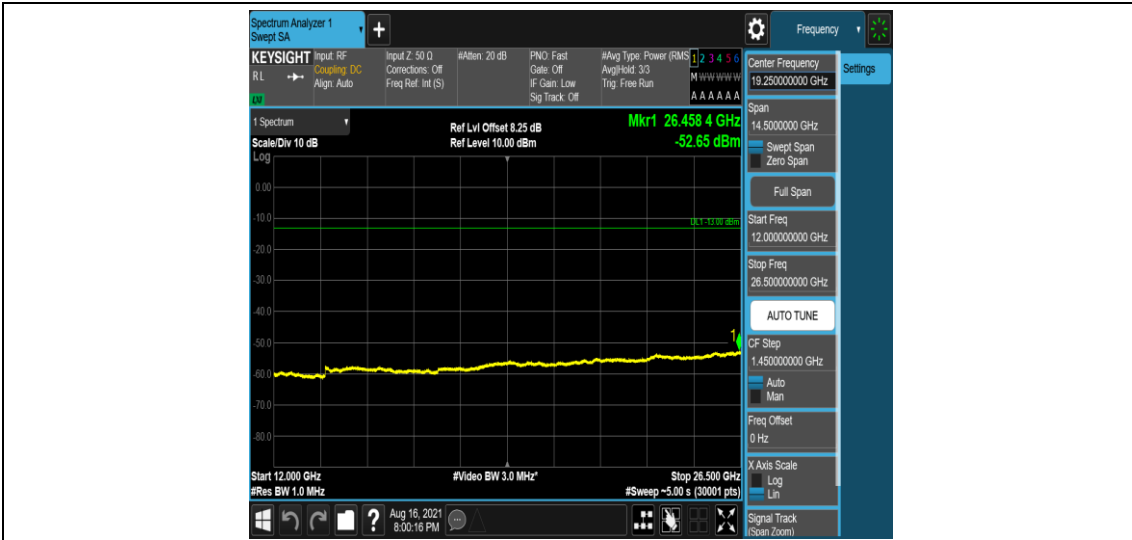 Spectrum Analyzer 1
Swept SA
+
Frequency
KEYSIGHT
RL
LXI
Input: RF
Coupling: DC
Align: Auto
Input Z: 50 Ω
Corrections: Off
Freq Ref: Int (S)
#Atten: 20 dB
PNO: Fast
Gate: Off
IF Gain: Low
Sig Track: Off
#Avg Type: Power (RMS
Avg|Hold: 3/3
Trig: Free Run
1 2 3 4 5 6
M W W W W W
A A A A A A
1 Spectrum
Scale/Div 10 dB
Log
Ref Lvl Offset 8.25 dB
Ref Level 10.00 dBm
Mkr1 26.458 4 GHz
-52.65 dBm
0.00
-10.0
DL1 -13.00 dBm
-20.0
-30.0
-40.0
1
-50.0
-60.0
-70.0
-80.0
Start 12.000 GHz
#Res BW 1.0 MHz
#Video BW 3.0 MHz*
Stop 26.500 GHz
#Sweep ~5.00 s (30001 pts)
?
Aug 16, 2021
8:00:16 PM
Center Frequency
19.250000000 GHz
Settings
Span
14.5000000 GHz
Swept Span
Zero Span
Full Span
Start Freq
12.000000000 GHz
Stop Freq
26.500000000 GHz
AUTO TUNE
CF Step
1.450000000 GHz
Auto
Man
Freq Offset
0 Hz
X Axis Scale
Log
Lin
Signal Track
(Span Zoom)